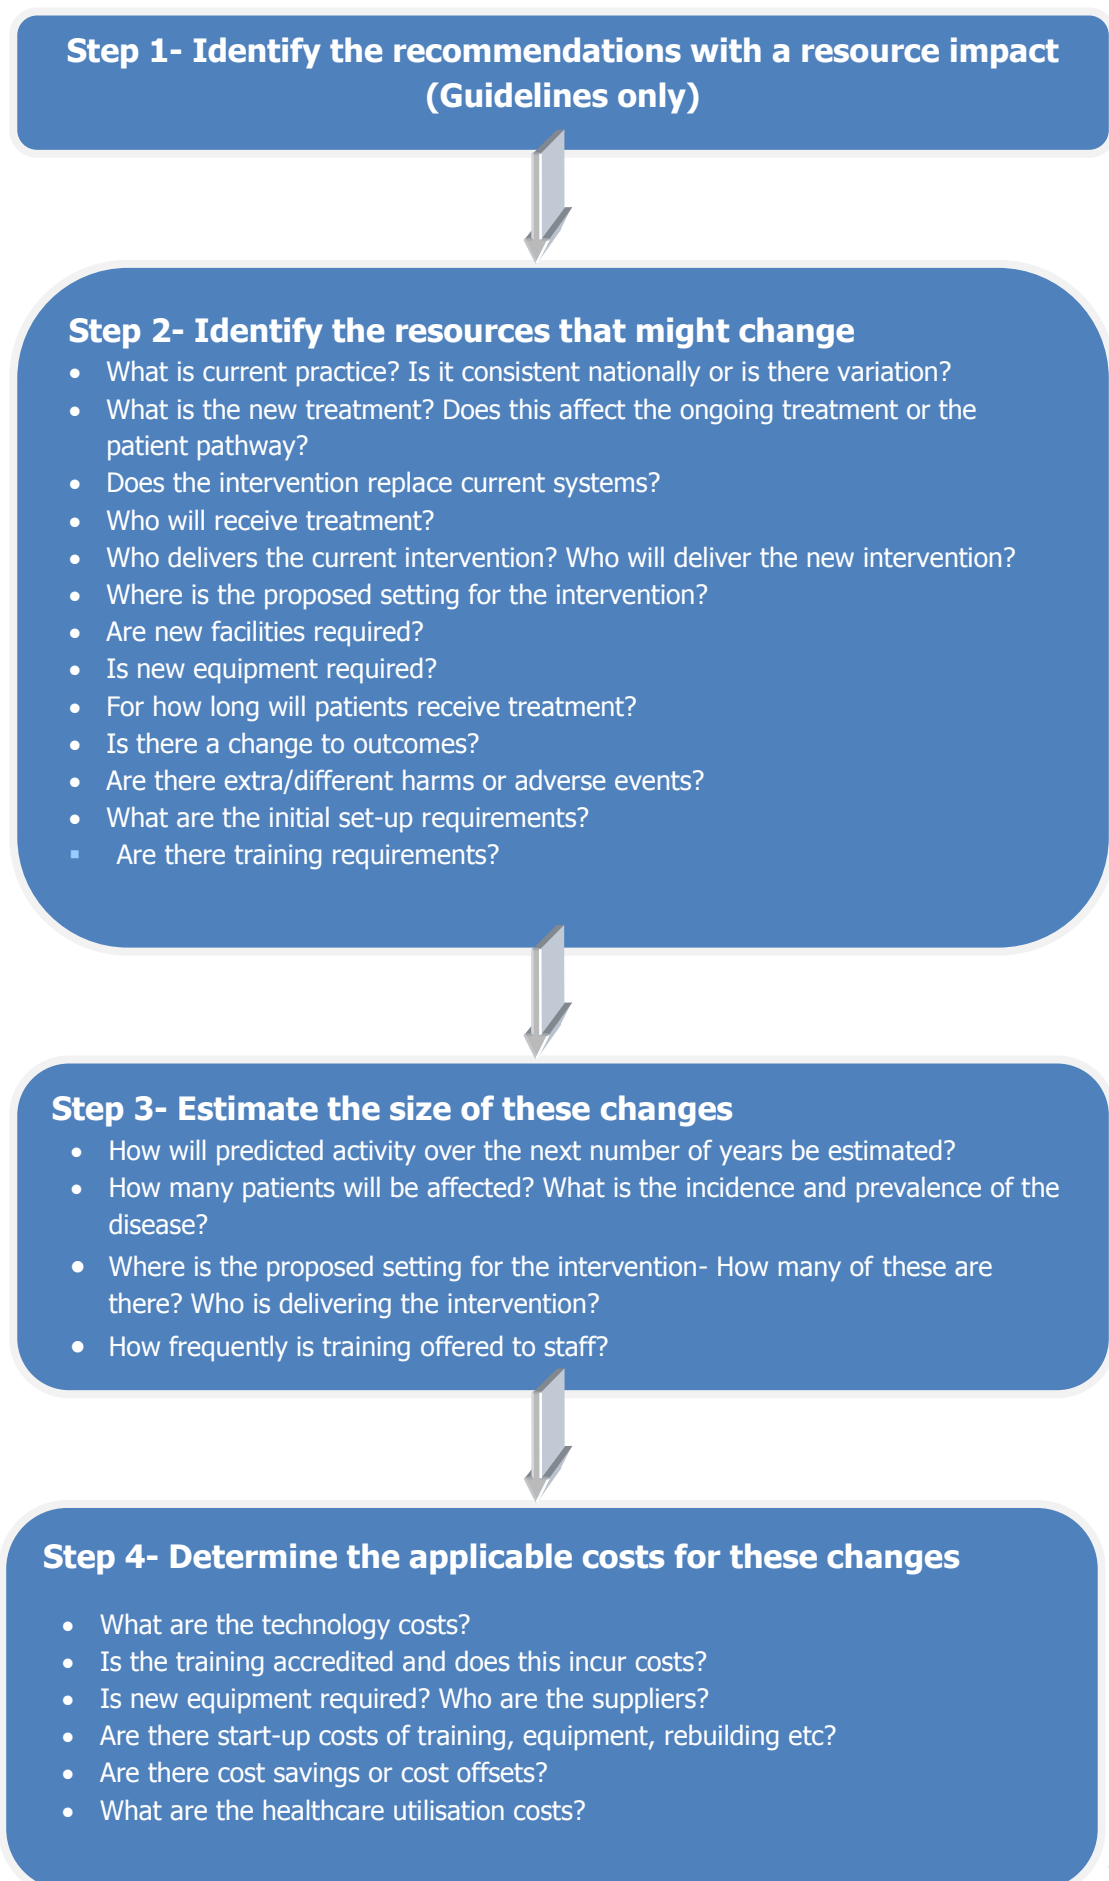 Step 1- Identify the recommendations with a resource impact
(Guidelines only)
Step 2- Identify the resources that might change
• What is current practice? Is it consistent nationally or is there variation?
• What is the new treatment? Does this affect the ongoing treatment or the
patient pathway?
• Does the intervention replace current systems?
• Who will receive treatment?
• Who delivers the current intervention? Who will deliver the new intervention?
• Where is the proposed setting for the intervention?
• Are new facilities required?
• Is new equipment required?
• For how long will patients receive treatment?
• Is there a change to outcomes?
• Are there extra/different harms or adverse events?
• What are the initial set-up requirements?
▪ Are there training requirements?
Step 3- Estimate the size of these changes
• How will predicted activity over the next number of years be estimated?
• How many patients will be affected? What is the incidence and prevalence of the
disease?
• Where is the proposed setting for the intervention- How many of these are
there? Who is delivering the intervention?
• How frequently is training offered to staff?
Step 4- Determine the applicable costs for these changes
• What are the technology costs?
• Is the training accredited and does this incur costs?
• Is new equipment required? Who are the suppliers?
• Are there start-up costs of training, equipment, rebuilding etc?
• Are there cost savings or cost offsets?
• What are the healthcare utilisation costs?